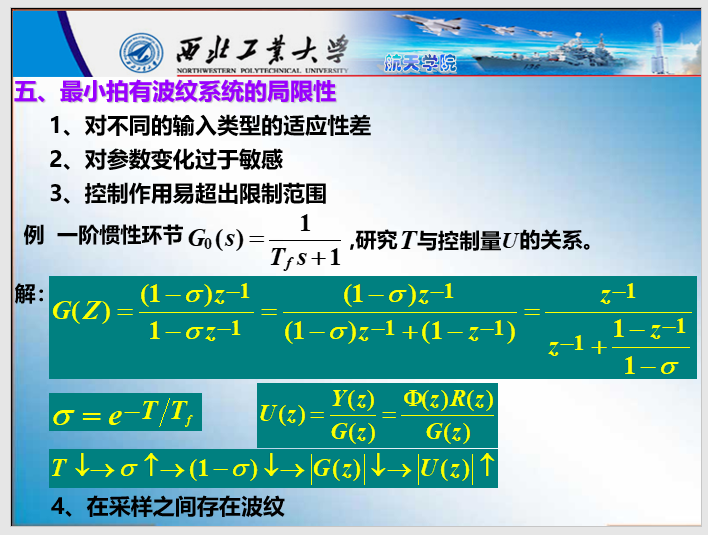 西北工业大学
NORTHWESTERN POLYTECHNICAL UNIVERSITY
航天学院
五、最小拍有波纹系统的局限性
1、对不同的输入类型的适应性差
2、对参数变化过于敏感
3、控制作用易超出限制范围
例 一阶惯性环节 G₀(s) = 1 / (T_f s + 1) ,研究T与控制量U的关系。
解： G(Z) = (1−σ)z⁻¹ / (1−σz⁻¹) = (1−σ)z⁻¹ / ((1−σ)z⁻¹ + (1−z⁻¹)) = z⁻¹ / (z⁻¹ + (1−z⁻¹)/(1−σ))
σ = e^(−T/T_f) U(z) = Y(z)/G(z) = Φ(z)R(z)/G(z)
T ↓→ σ ↑→ (1−σ) ↓→ |G(z)| ↓→ |U(z)| ↑
4、在采样之间存在波纹